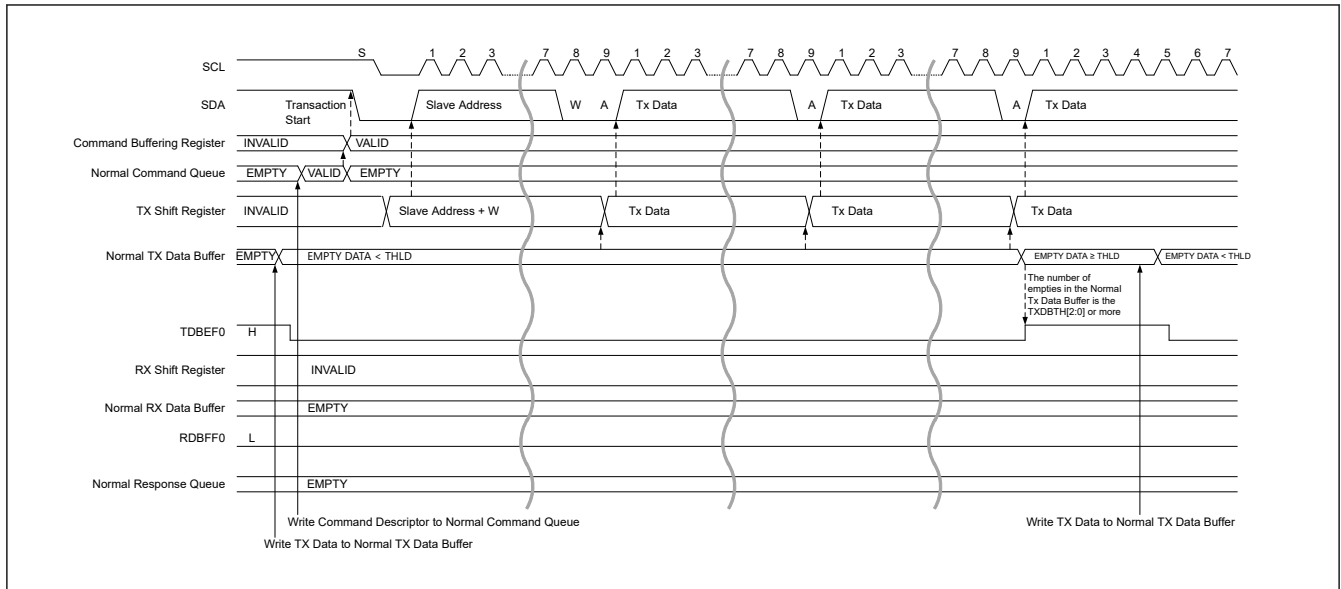 S 1 2 3 7 8 9 1 2 3 7 8 9 1 2 3 7 8 9 1 2 3 4 5 6 7
SCL
SDA Transaction Start Slave Address W A Tx Data A Tx Data A Tx Data
Command Buffering Register INVALID VALID
Normal Command Queue EMPTY VALID EMPTY
TX Shift Register INVALID Slave Address + W Tx Data Tx Data Tx Data
Normal TX Data Buffer EMPTY EMPTY DATA < THLD EMPTY DATA ≥ THLD EMPTY DATA < THLD
The number of
empties in the Normal
Tx Data Buffer is the
TXDBTH[2:0] or more
TDBEF0 H
RX Shift Register INVALID
Normal RX Data Buffer EMPTY
RDBFF0 L
Normal Response Queue EMPTY
Write Command Descriptor to Normal Command Queue Write TX Data to Normal TX Data Buffer
Write TX Data to Normal TX Data Buffer